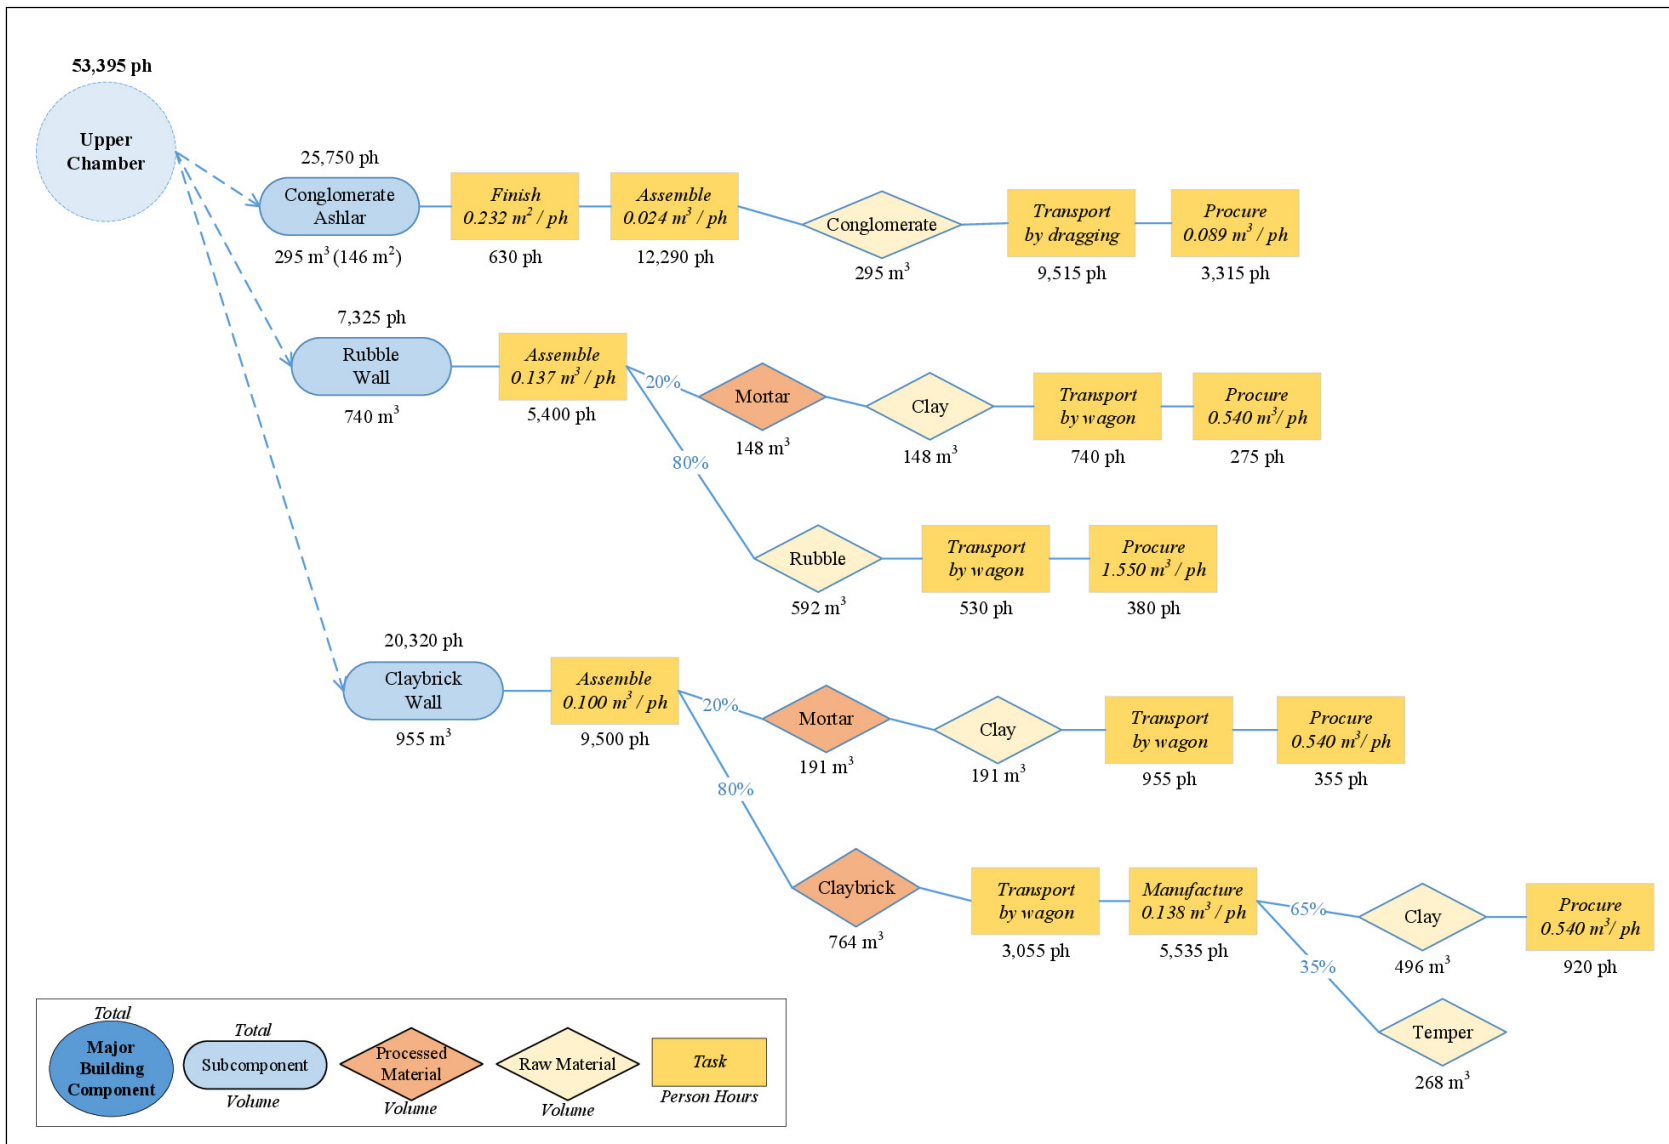 53,395 ph
Upper
Chamber
25,750 ph
Conglomerate
Ashlar
295 m³ (146 m²)
Finish
0.232 m² / ph
630 ph
Assemble
0.024 m³ / ph
12,290 ph
Conglomerate
295 m³
Transport
by dragging
9,515 ph
Procure
0.089 m³ / ph
3,315 ph
7,325 ph
Rubble
Wall
740 m³
Assemble
0.137 m³ / ph
5,400 ph
20%
Mortar
148 m³
Clay
148 m³
Transport
by wagon
740 ph
Procure
0.540 m³/ ph
275 ph
80%
Rubble
592 m³
Transport
by wagon
530 ph
Procure
1.550 m³ / ph
380 ph
20,320 ph
Claybrick
Wall
955 m³
Assemble
0.100 m³ / ph
9,500 ph
20%
Mortar
191 m³
Clay
191 m³
Transport
by wagon
955 ph
Procure
0.540 m³/ ph
355 ph
80%
Claybrick
764 m³
Transport
by wagon
3,055 ph
Manufacture
0.138 m³ / ph
5,535 ph
65%
Clay
496 m³
Procure
0.540 m³/ ph
920 ph
35%
Temper
268 m³
Total
Major
Building
Component
Total
Subcomponent
Volume
Processed
Material
Volume
Raw Material
Volume
Task
Person Hours